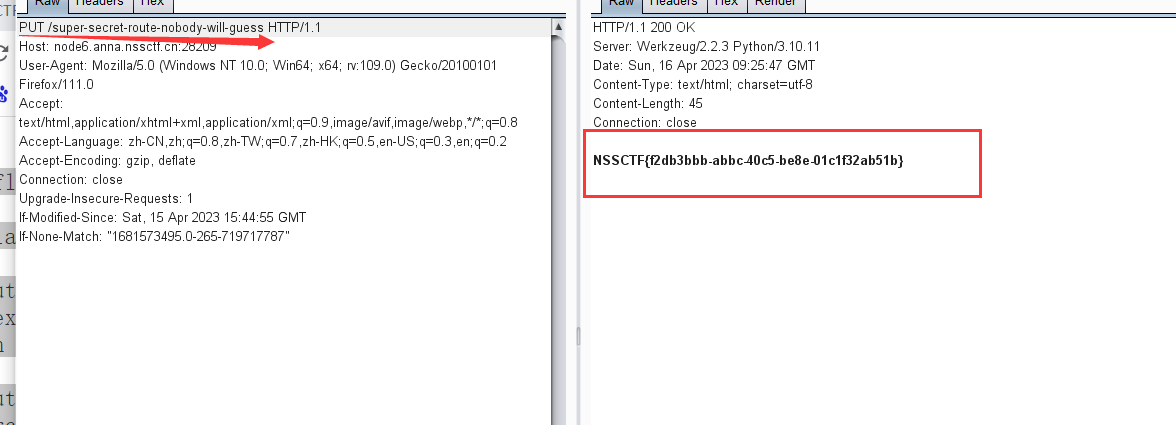 Raw Headers Hex
PUT /super-secret-route-nobody-will-guess HTTP/1.1
Host: node6.anna.nssctf.cn:28209
User-Agent: Mozilla/5.0 (Windows NT 10.0; Win64; x64; rv:109.0) Gecko/20100101
Firefox/111.0
Accept:
text/html,application/xhtml+xml,application/xml;q=0.9,image/avif,image/webp,*/*;q=0.8
Accept-Language: zh-CN,zh;q=0.8,zh-TW;q=0.7,zh-HK;q=0.5,en-US;q=0.3,en;q=0.2
Accept-Encoding: gzip, deflate
Connection: close
Upgrade-Insecure-Requests: 1
If-Modified-Since: Sat, 15 Apr 2023 15:44:55 GMT
If-None-Match: "1681573495.0-265-719717787"
Raw Headers Hex Render
HTTP/1.1 200 OK
Server: Werkzeug/2.2.3 Python/3.10.11
Date: Sun, 16 Apr 2023 09:25:47 GMT
Content-Type: text/html; charset=utf-8
Content-Length: 45
Connection: close
NSSCTF{f2db3bbb-abbc-40c5-be8e-01c1f32ab51b}